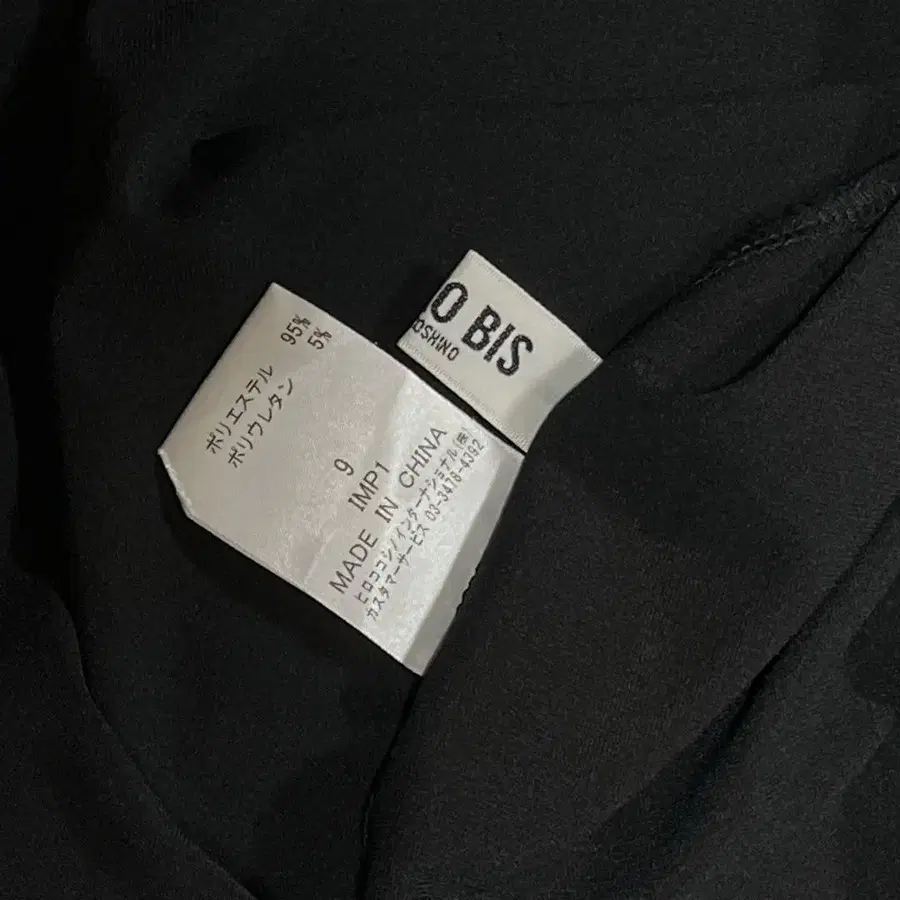 O BIS
OSHINO
ポリエステル 95%
ポリウレタン 5%
9
IMP1
MADE IN CHINA
ヒロココシノインターナショナル(株)
カスタマーサービス 03-3478-4392